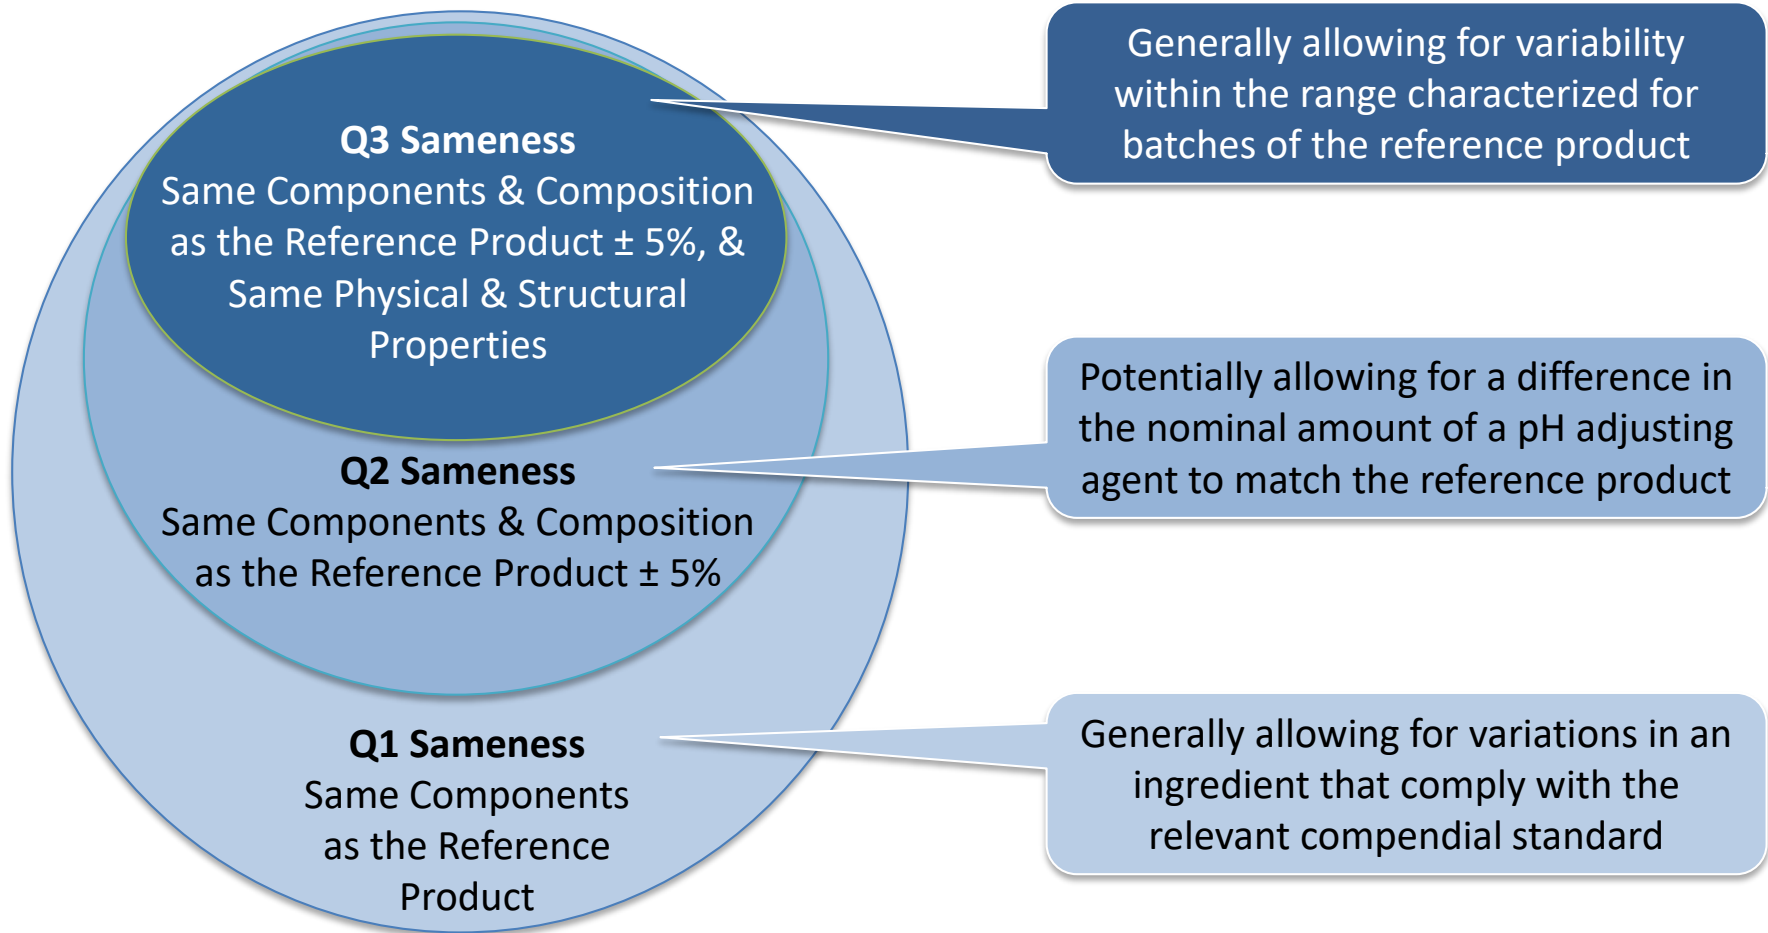 Q3 Sameness
Same Components & Composition
as the Reference Product ± 5%, &
Same Physical & Structural
Properties
Generally allowing for variability
within the range characterized for
batches of the reference product
Q2 Sameness
Same Components & Composition
as the Reference Product ± 5%
Potentially allowing for a difference in
the nominal amount of a pH adjusting
agent to match the reference product
Q1 Sameness
Same Components
as the Reference
Product
Generally allowing for variations in an
ingredient that comply with the
relevant compendial standard